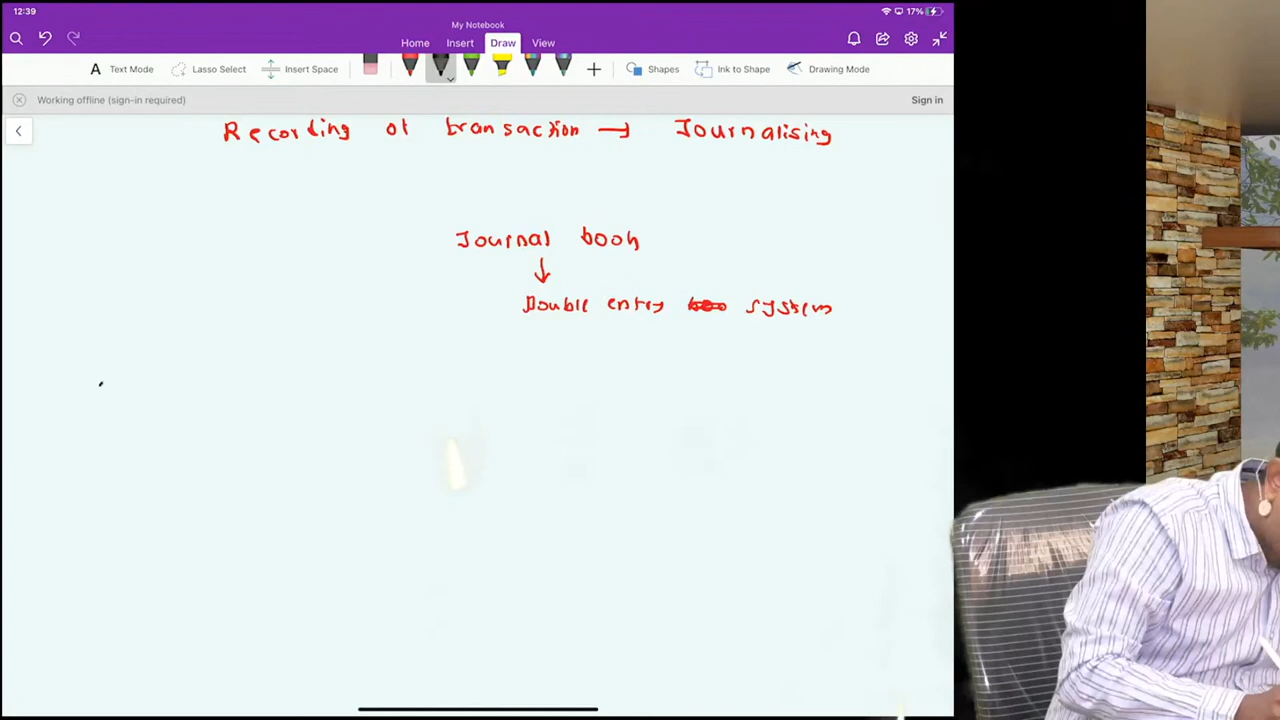 12:39
17%
My Notebook
Home Insert Draw View
A Text Mode Lasso Select Insert Space Shapes Ink to Shape Drawing Mode
Working offline (sign-in required) Sign in
Recording of transaction → Journalising
Journal book
↓
Double entry system